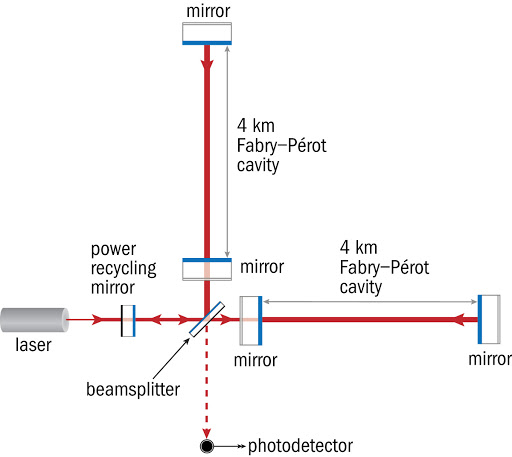 mirror
4 km
Fabry–Pérot
cavity
mirror
power
recycling
mirror
4 km
Fabry–Pérot
cavity
laser
mirror
mirror
beamsplitter
photodetector